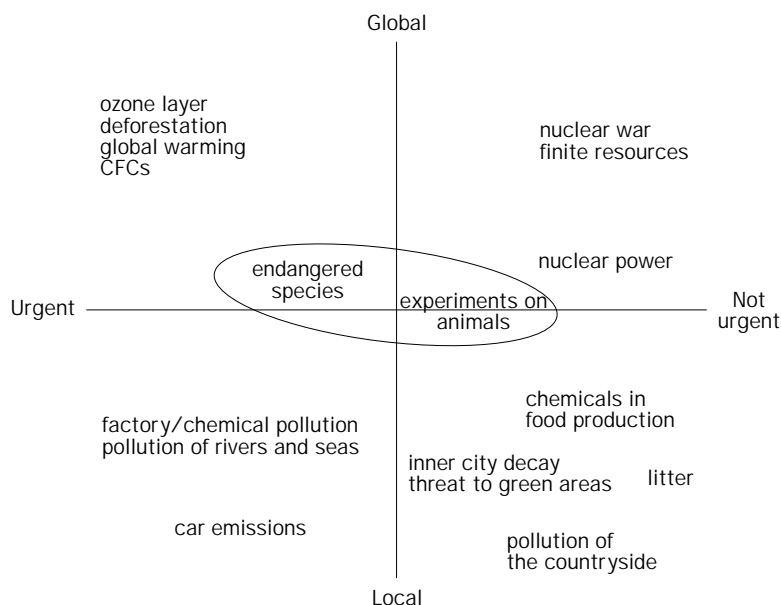 Global
ozone layer
deforestation
global warming
CFCs
nuclear war
finite resources
endangered
species
nuclear power
experiments on
animals
Urgent
Not
urgent
chemicals in
food production
factory/chemical pollution
pollution of rivers and seas
inner city decay
threat to green areas
litter
car emissions
pollution of
the countryside
Local